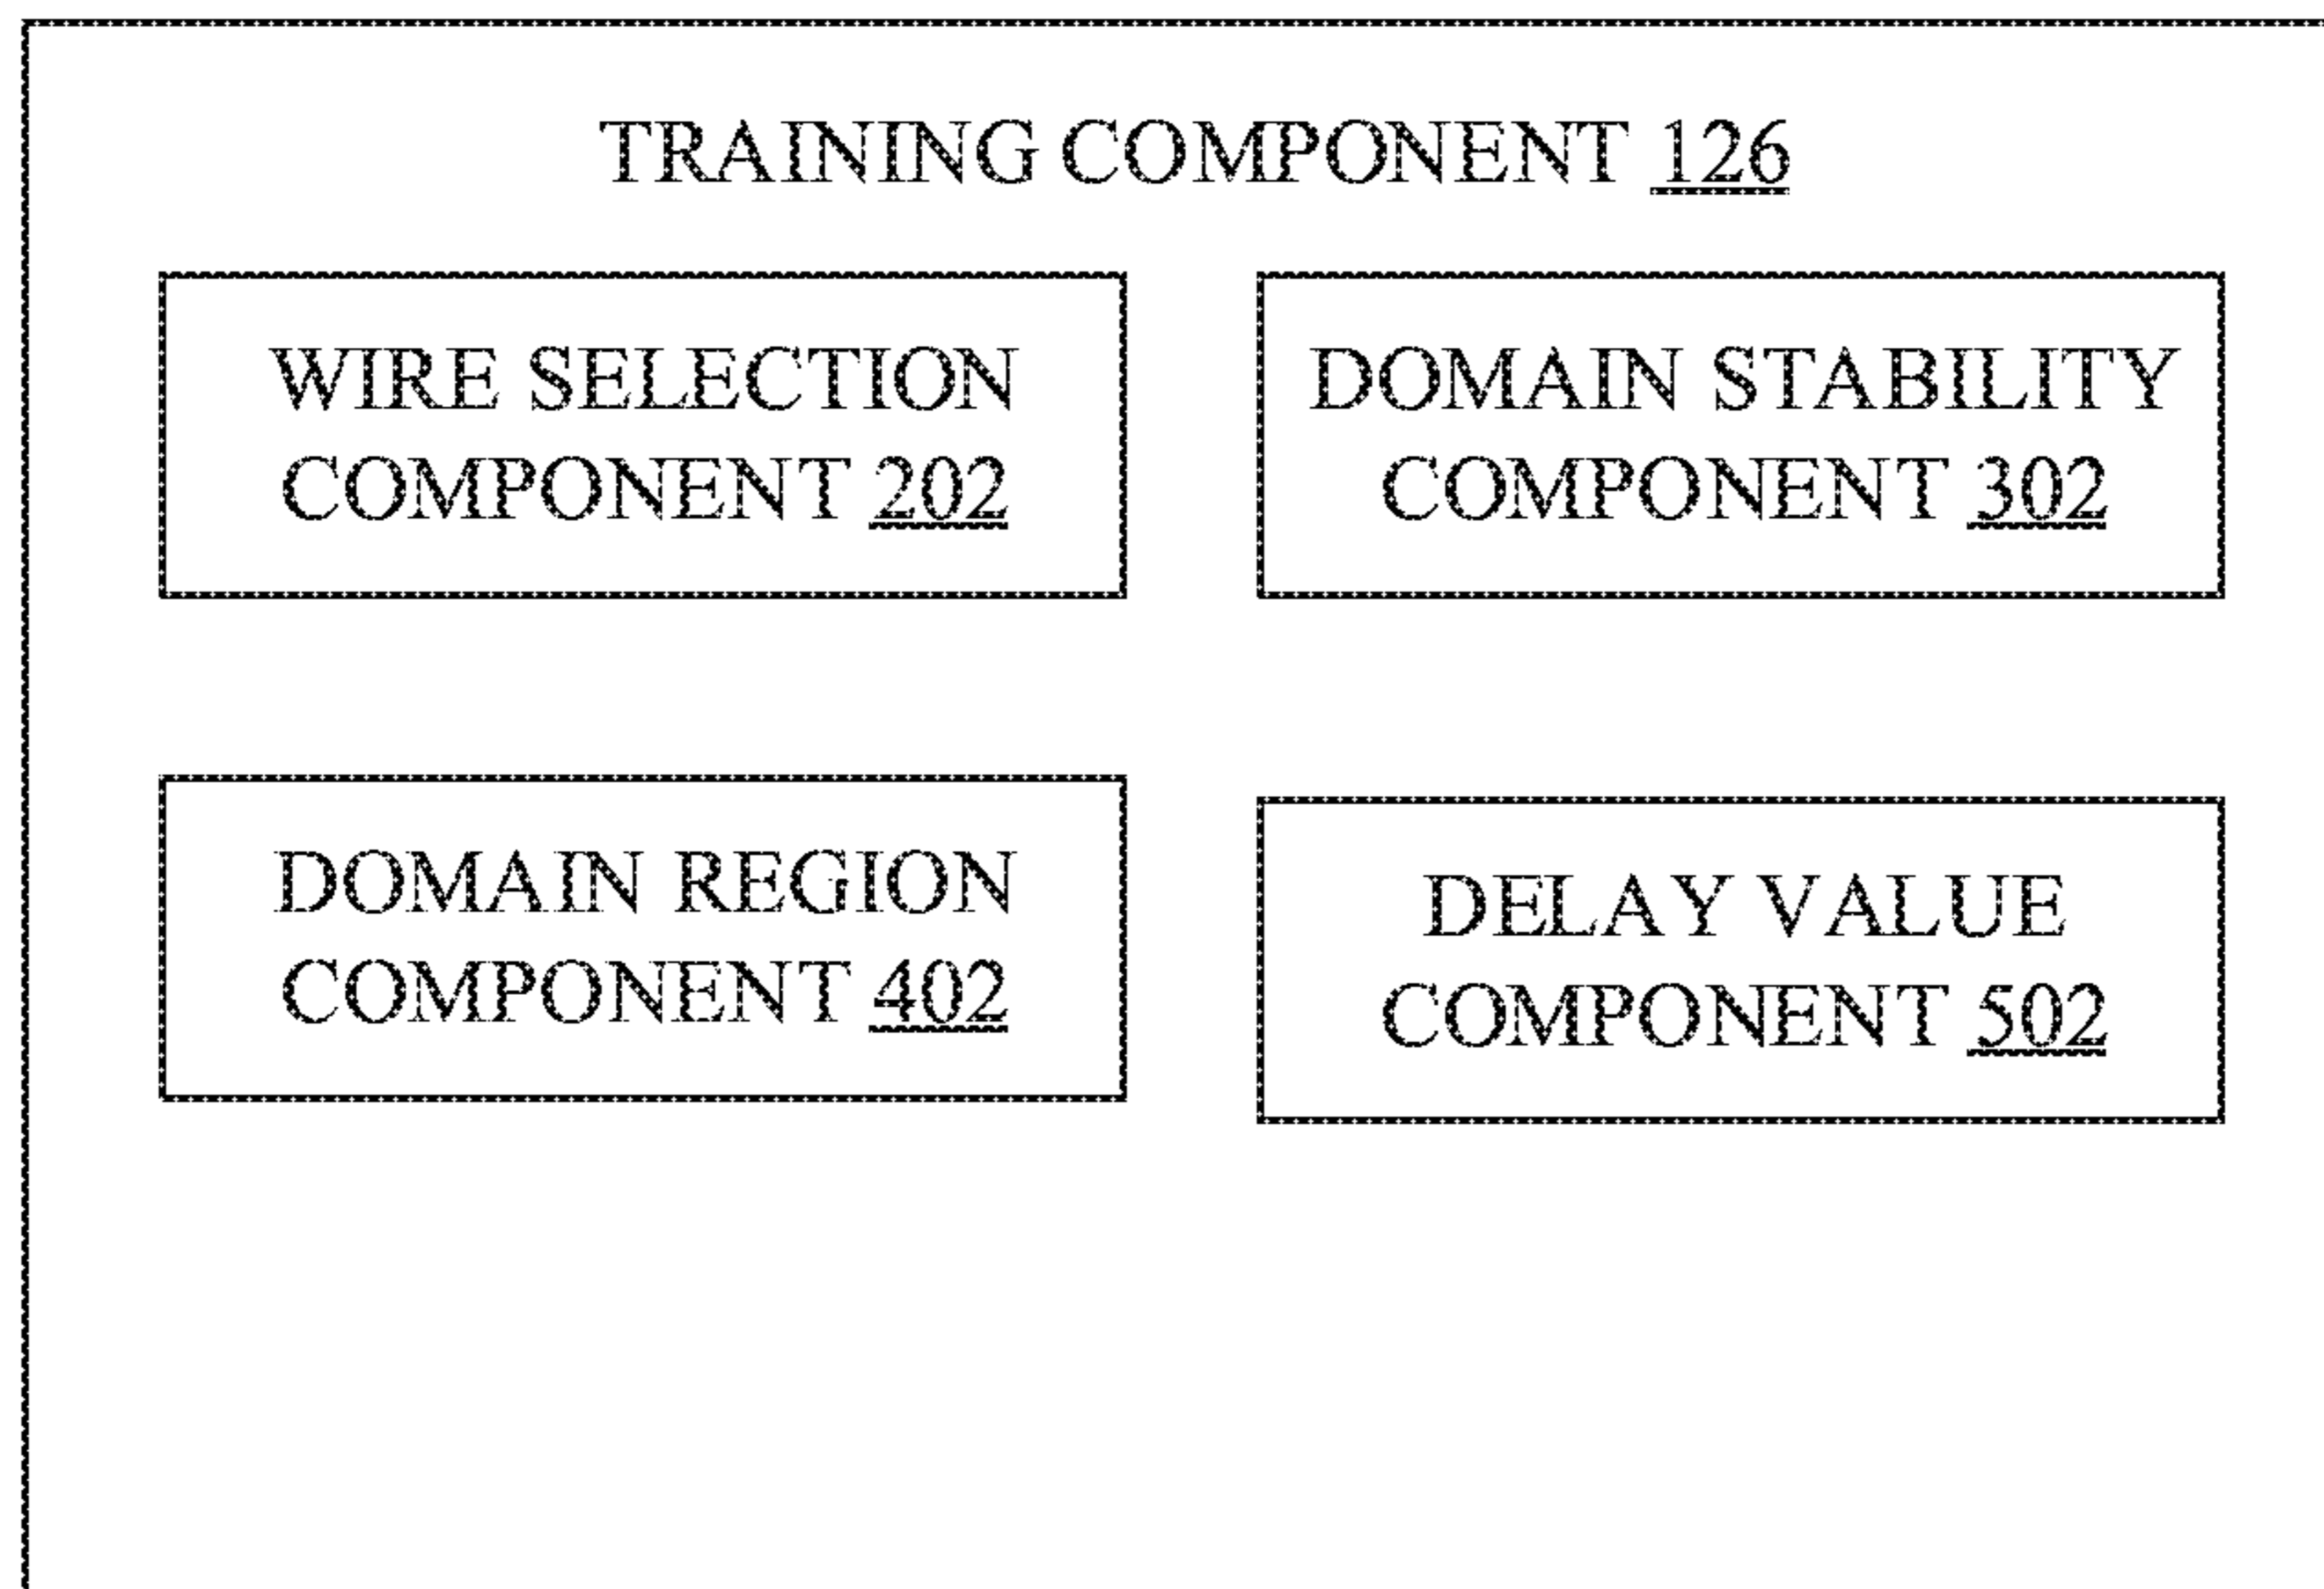 TRAINING COMPONENT 126
WIRE SELECTION
COMPONENT 202
DOMAIN STABILITY
COMPONENT 302
DOMAIN REGION
COMPONENT 402
DELAY VALUE
COMPONENT 502